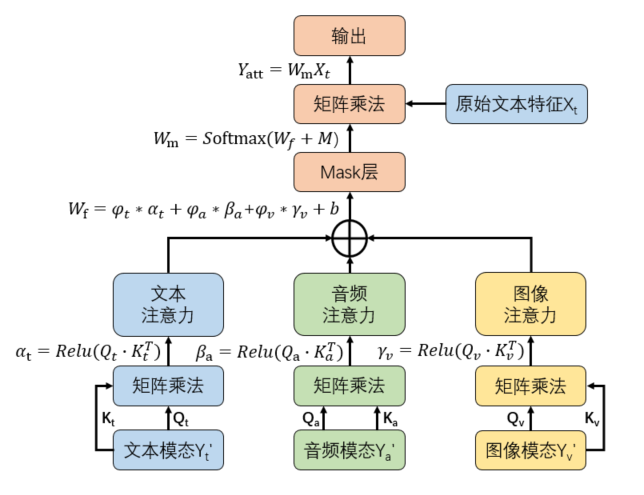 输出
Y_att = W_m X_t
矩阵乘法
原始文本特征X_t
W_m = Softmax(W_f + M)
Mask层
W_f = φ_t * α_t + φ_a * β_a+φ_v * γ_v + b
文本
注意力
音频
注意力
图像
注意力
α_t = Relu(Q_t · K_t^T)
β_a = Relu(Q_a · K_a^T)
γ_v = Relu(Q_v · K_v^T)
矩阵乘法
矩阵乘法
矩阵乘法
K_t
Q_t
Q_a
K_a
Q_v
K_v
文本模态Y_t'
音频模态Y_a'
图像模态Y_v'